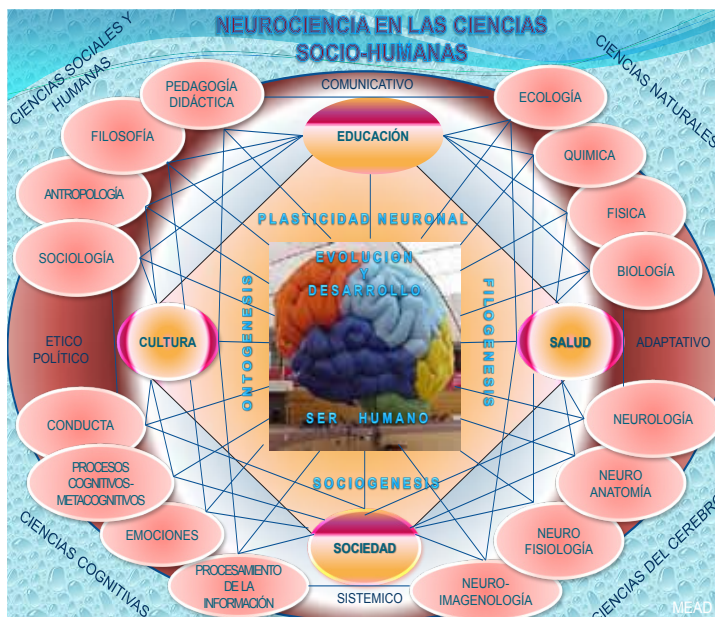 NEUROCIENCIA EN LAS CIENCIAS
SOCIO-HUMANAS
CIENCIAS SOCIALES Y
HUMANAS
CIENCIAS NATURALES
PEDAGOGÍA
DIDÁCTICA
COMUNICATIVO
ECOLOGÍA
FILOSOFÍA
EDUCACIÓN
QUIMICA
ANTROPOLOGÍA
FISICA
SOCIOLOGÍA
BIOLOGÍA
PLASTICIDAD NEURONAL
EVOLUCION
Y
DESARROLLO
ONTOGENESIS
FILOGENESIS
ETICO
POLÍTICO
CULTURA
SALUD
ADAPTATIVO
SER HUMANO
CONDUCTA
NEUROLOGÍA
PROCESOS
COGNITIVOS-
METACOGNITIVOS
NEURO
ANATOMÍA
SOCIOGENESIS
EMOCIONES
SOCIEDAD
NEURO
FISIOLOGÍA
PROCESAMIENTO
DE LA
INFORMACIÓN
SISTEMICO
NEURO-
IMAGENOLOGÍA
CIENCIAS COGNITIVAS
CIENCIAS DEL CEREBRO
MEAD